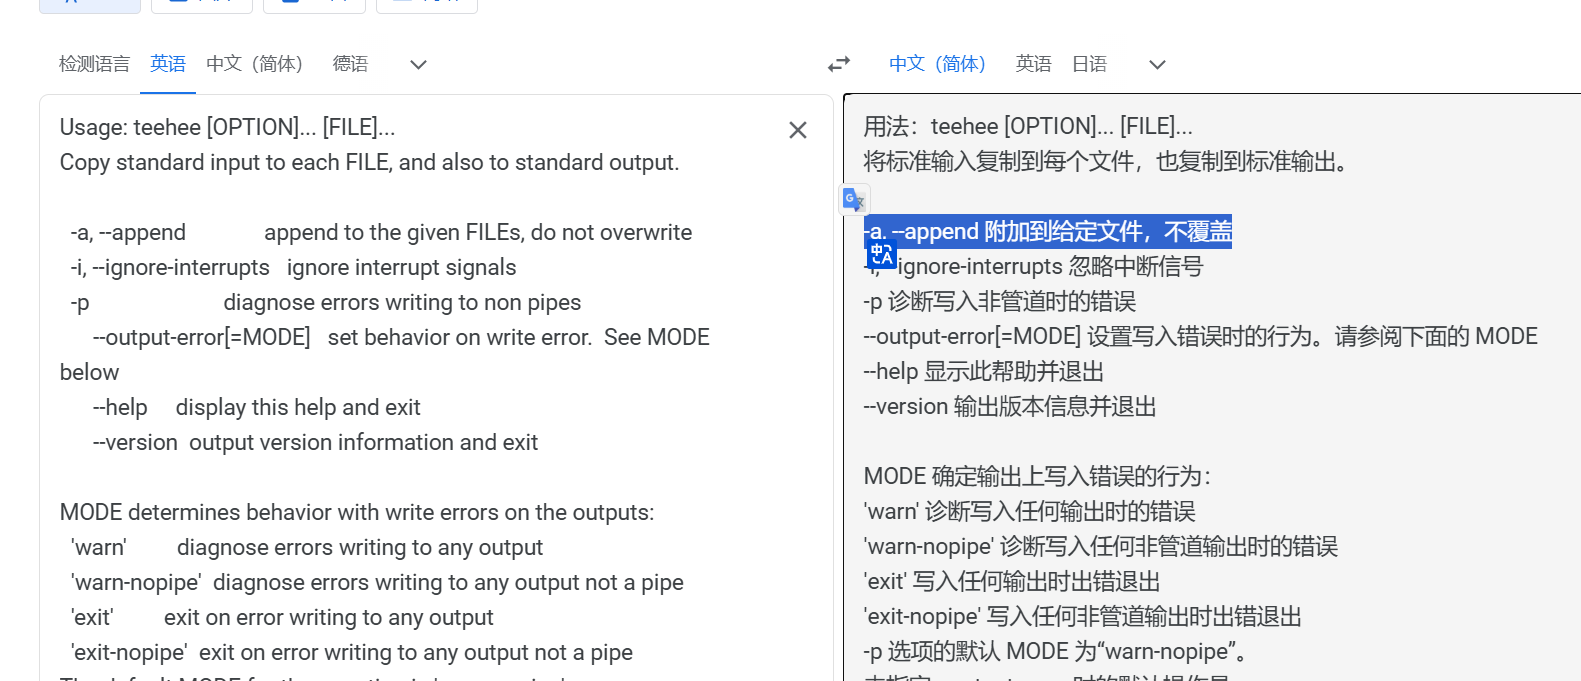 检测语言 英语 中文（简体） 德语
中文（简体） 英语 日语
Usage: teehee [OPTION]... [FILE]...
Copy standard input to each FILE, and also to standard output.
-a, --append append to the given FILEs, do not overwrite
-i, --ignore-interrupts ignore interrupt signals
-p diagnose errors writing to non pipes
--output-error[=MODE] set behavior on write error. See MODE
below
--help display this help and exit
--version output version information and exit
MODE determines behavior with write errors on the outputs:
'warn' diagnose errors writing to any output
'warn-nopipe' diagnose errors writing to any output not a pipe
'exit' exit on error writing to any output
'exit-nopipe' exit on error writing to any output not a pipe
用法：teehee [OPTION]... [FILE]...
将标准输入复制到每个文件，也复制到标准输出。
-a, --append 附加到给定文件，不覆盖
ignore-interrupts 忽略中断信号
-p 诊断写入非管道时的错误
--output-error[=MODE] 设置写入错误时的行为。请参阅下面的 MODE
--help 显示此帮助并退出
--version 输出版本信息并退出
MODE 确定输出上写入错误的行为：
'warn' 诊断写入任何输出时的错误
'warn-nopipe' 诊断写入任何非管道输出时的错误
'exit' 写入任何输出时出错退出
'exit-nopipe' 写入任何非管道输出时出错退出
-p 选项的默认 MODE 为“warn-nopipe”。